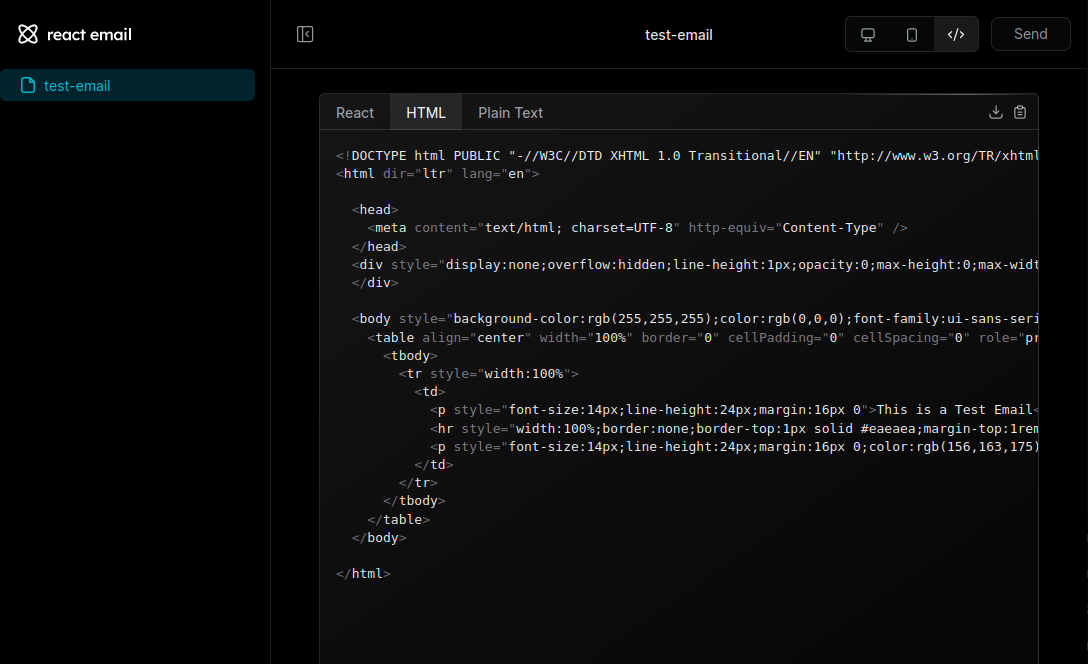 react email
test-email
test-email
</>
Send
React HTML Plain Text
<!DOCTYPE html PUBLIC "-//W3C//DTD XHTML 1.0 Transitional//EN" "http://www.w3.org/TR/xhtml
<html dir="ltr" lang="en">
<head>
<meta content="text/html; charset=UTF-8" http-equiv="Content-Type" />
</head>
<div style="display:none;overflow:hidden;line-height:1px;opacity:0;max-height:0;max-widt
</div>
<body style="background-color:rgb(255,255,255);color:rgb(0,0,0);font-family:ui-sans-seri
<table align="center" width="100%" border="0" cellPadding="0" cellSpacing="0" role="pr
<tbody>
<tr style="width:100%">
<td>
<p style="font-size:14px;line-height:24px;margin:16px 0">This is a Test Email<
<hr style="width:100%;border:none;border-top:1px solid #eaeaea;margin-top:1rem
<p style="font-size:14px;line-height:24px;margin:16px 0;color:rgb(156,163,175)
</td>
</tr>
</tbody>
</table>
</body>
</html>